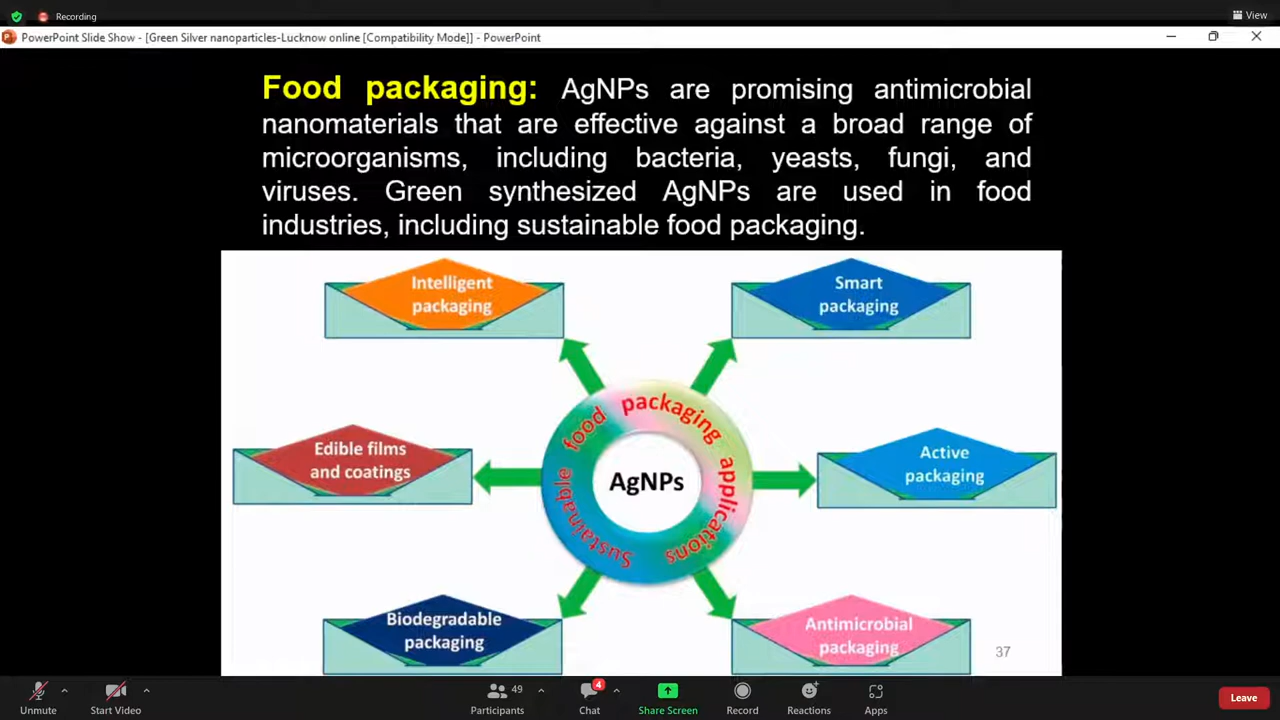 Recording
View
PowerPoint Slide Show - [Green Silver nanoparticles-Lucknow online [Compatibility Mode]] - PowerPoint
Food packaging: AgNPs are promising antimicrobial
nanomaterials that are effective against a broad range of
microorganisms, including bacteria, yeasts, fungi, and
viruses. Green synthesized AgNPs are used in food
industries, including sustainable food packaging.
Intelligent
packaging
Smart
packaging
Edible films
and coatings
Sustainable food packaging applications
AgNPs
Active
packaging
Biodegradable
packaging
Antimicrobial
packaging
37
Unmute
Start Video
49
Participants
4
Chat
Share Screen
Record
Reactions
Apps
Leave